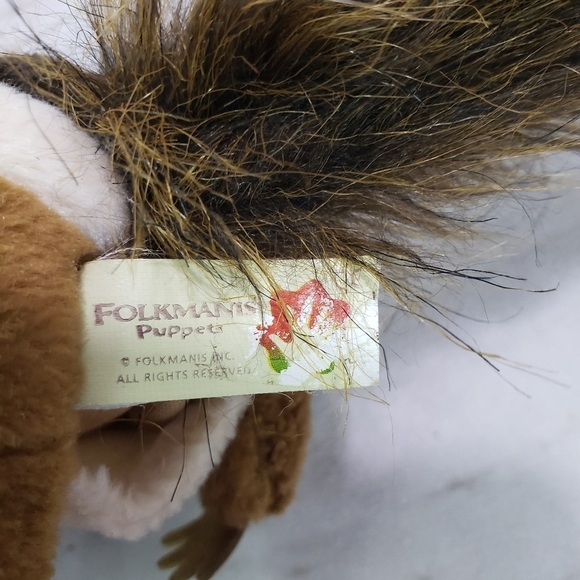 FOLKMANIS
Puppets
© FOLKMANIS INC.
ALL RIGHTS RESERVED.